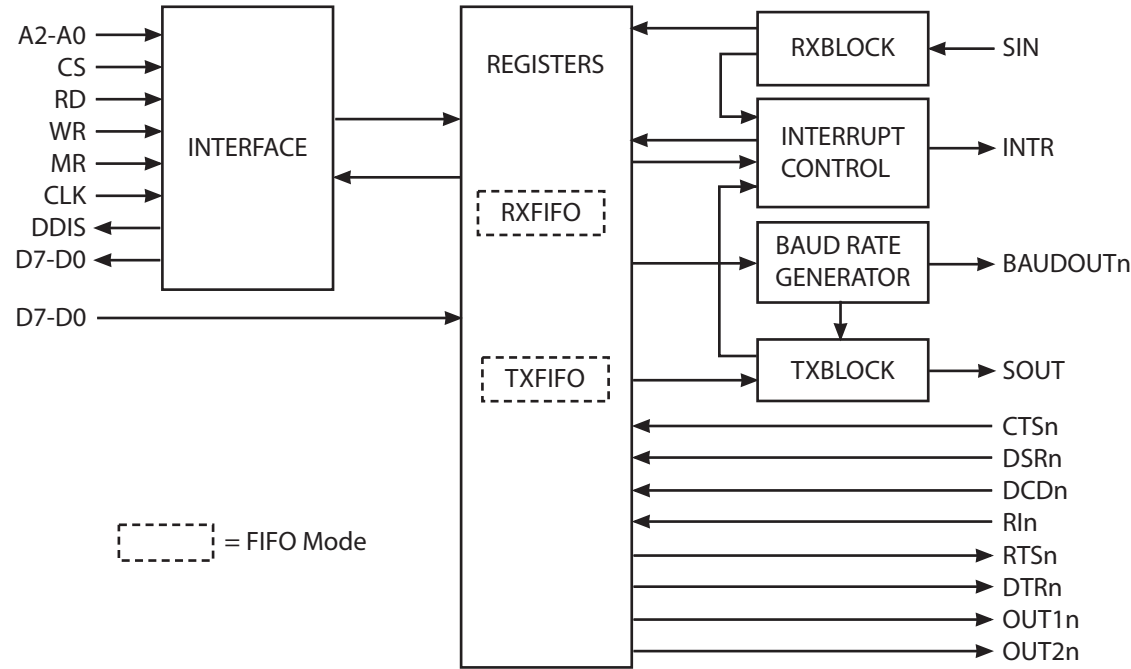 A2-A0
CS
RD
WR
MR
CLK
DDIS
D7-D0
D7-D0
INTERFACE
REGISTERS
RXFIFO
TXFIFO
RXBLOCK
INTERRUPT
CONTROL
BAUD RATE
GENERATOR
TXBLOCK
SIN
INTR
BAUDOUTn
SOUT
CTSn
DSRn
DCDn
RIn
RTSn
DTRn
OUT1n
OUT2n
= FIFO Mode